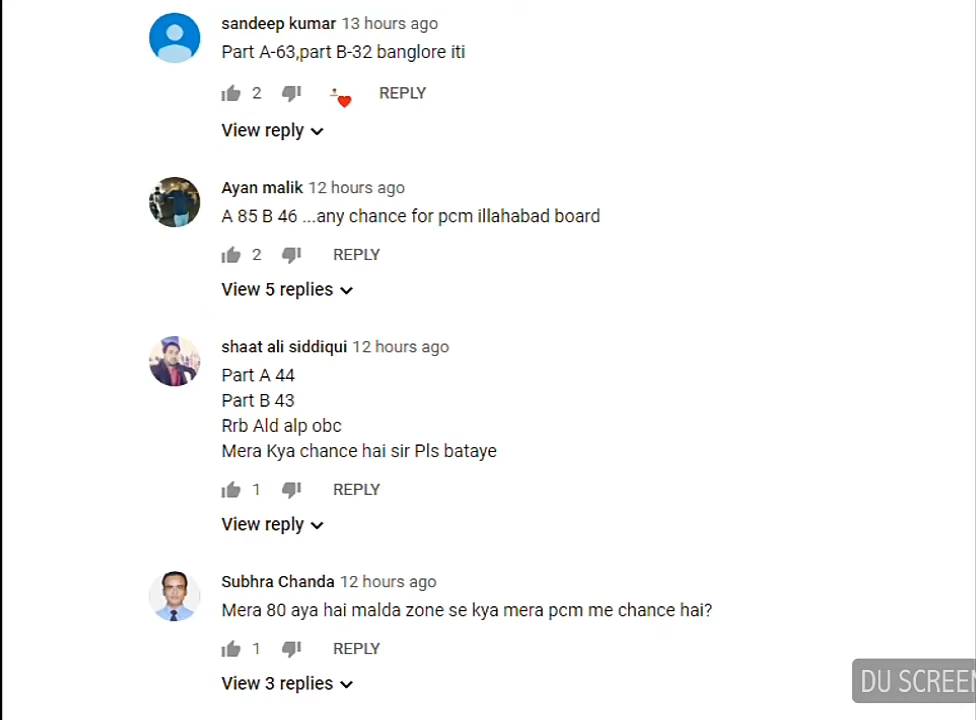 sandeep kumar 13 hours ago
Part A-63,part B-32 banglore iti
2 REPLY
View reply
Ayan malik 12 hours ago
A 85 B 46 ...any chance for pcm illahabad board
2 REPLY
View 5 replies
shaat ali siddiqui 12 hours ago
Part A 44
Part B 43
Rrb Ald alp obc
Mera Kya chance hai sir Pls bataye
1 REPLY
View reply
Subhra Chanda 12 hours ago
Mera 80 aya hai malda zone se kya mera pcm me chance hai?
1 REPLY
View 3 replies
DU SCREEN